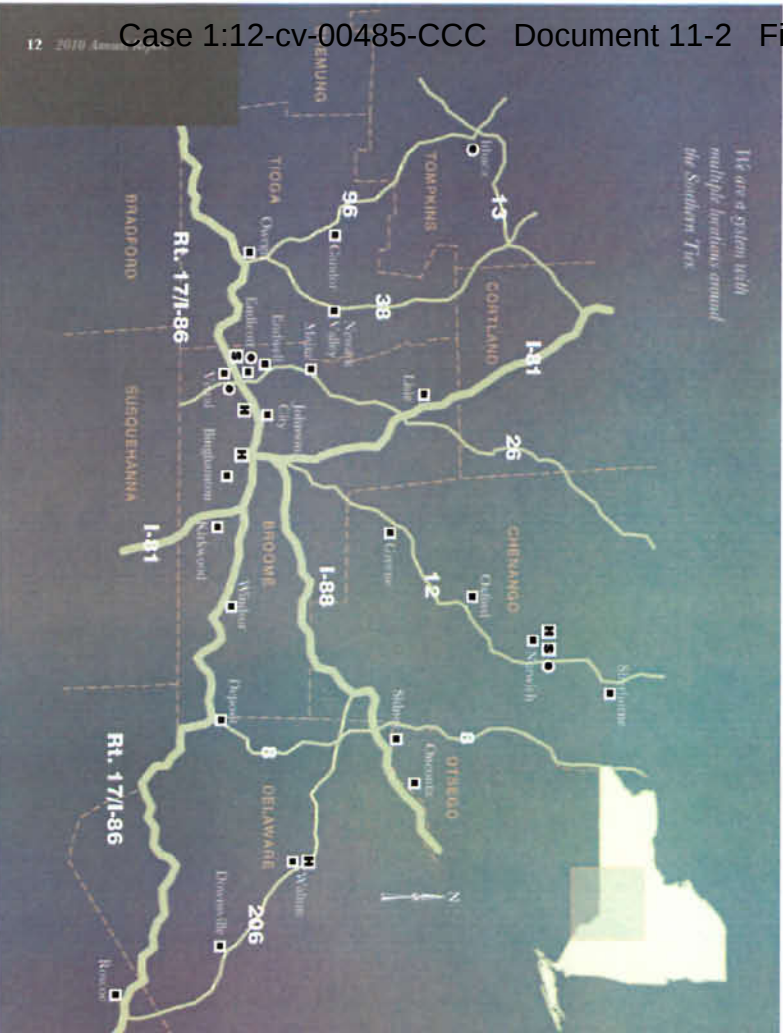 Case 1:12-cv-00485-CCC Document 11-2 Fi
12 2010 Annual Report
We are a system with
multiple locations around
the Southern Tier.
TIOGA
TOMPKINS
CORTLAND
CHENANGO
OTSEGO
DELAWARE
BROOME
BRADFORD
SUSQUEHANNA
Ithaca
Candor
Owego
Newark
Valley
Maine
Endwell
Endicott
Vestal
Johnson
City
Binghamton
Kirkwood
Windsor
Deposit
Lisle
Greene
Oxford
Norwich
Sherburne
Sidney
Oneonta
Walton
Downsville
Roscoe
96
13
38
I-81
26
12
I-88
8
8
206
I-81
Rt. 17/I-86
Rt. 17/I-86
S
H
H
H S
H
N